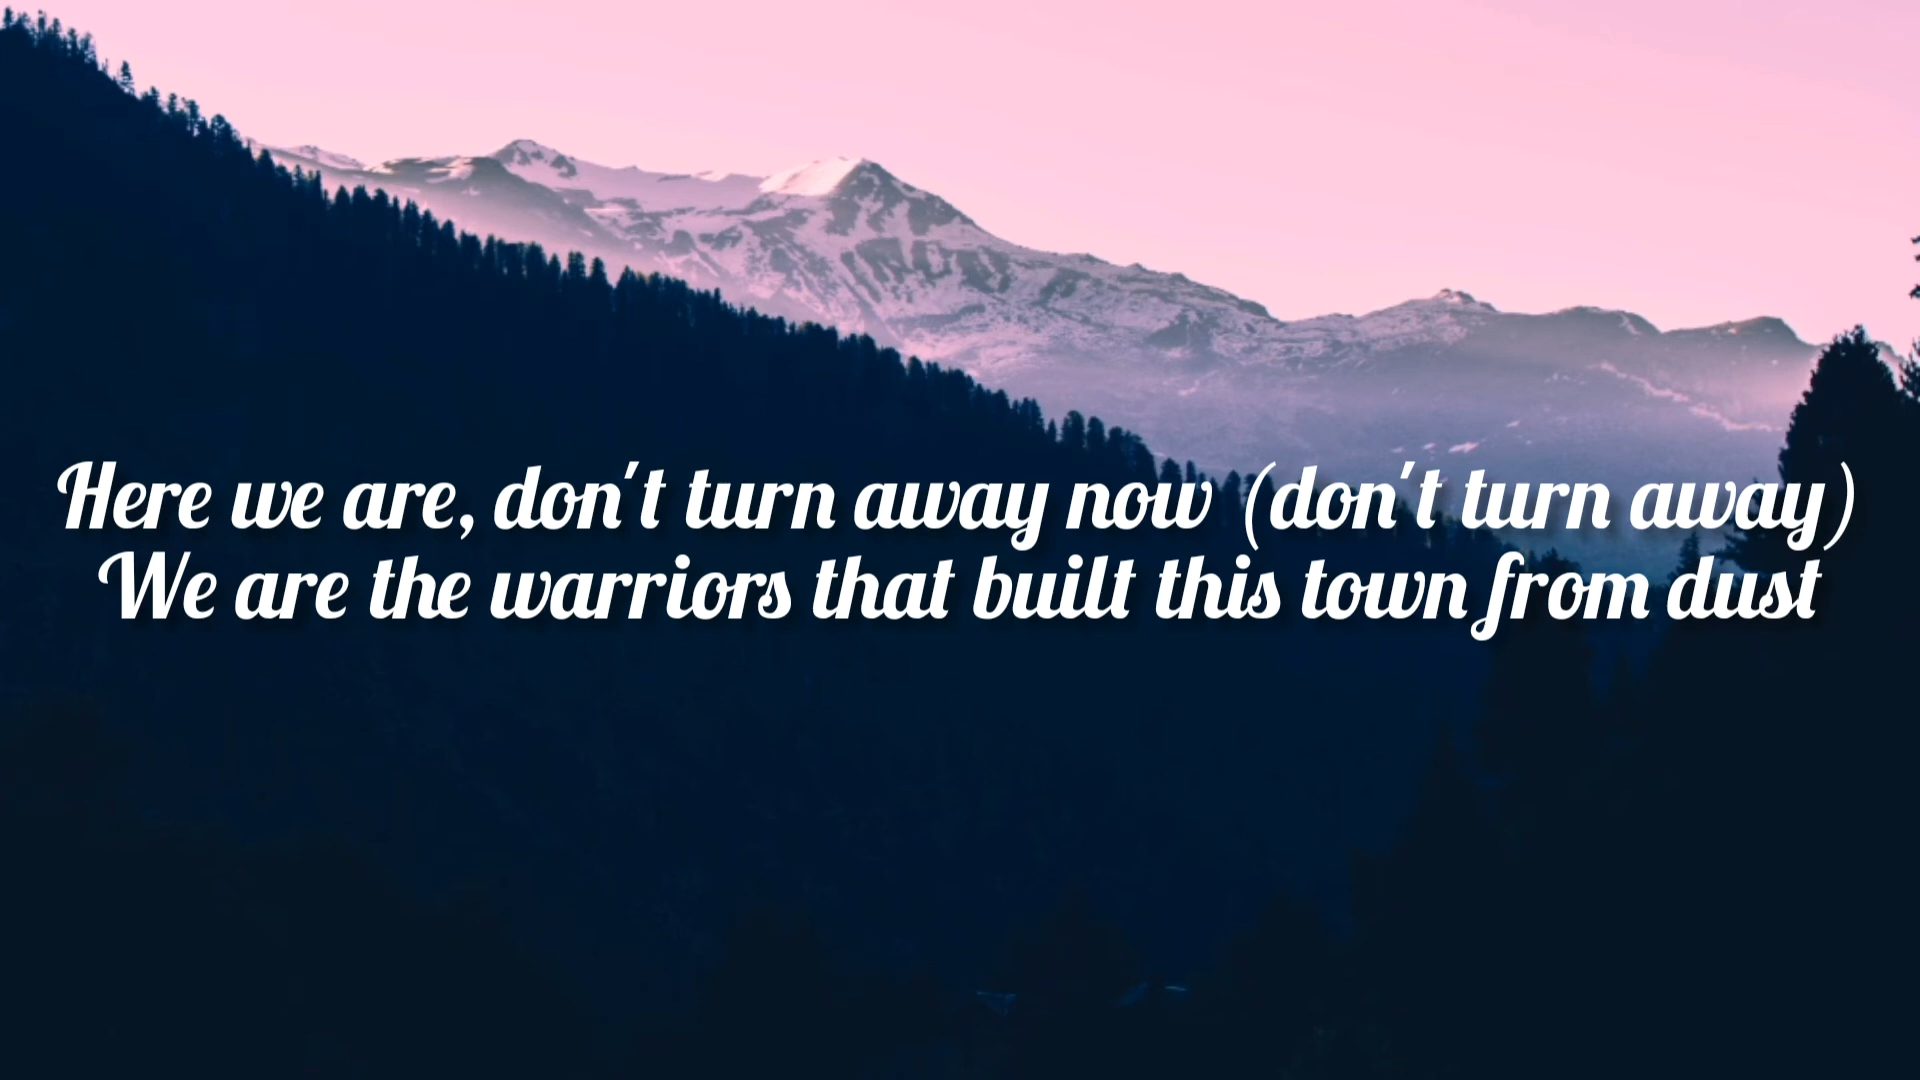 Here we are, don't turn away now (don't turn away)
We are the warriors that built this town from dust